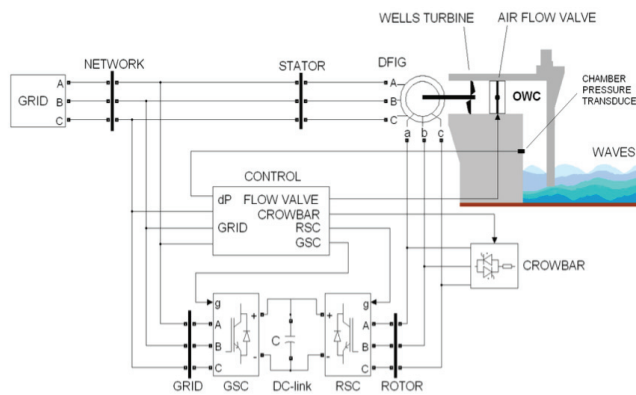 WELLS TURBINE
AIR FLOW VALVE
NETWORK
STATOR
DFIG
A
B
C
GRID
A
B
C
OWC
CHAMBER
PRESSURE
TRANSDUCE
a b c
WAVES
CONTROL
dP FLOW VALVE
CROWBAR
GRID RSC
GSC
CROWBAR
g
A
B
C
+
-
C
+
-
g
A
B
C
GRID
GSC
DC-link
RSC
ROTOR